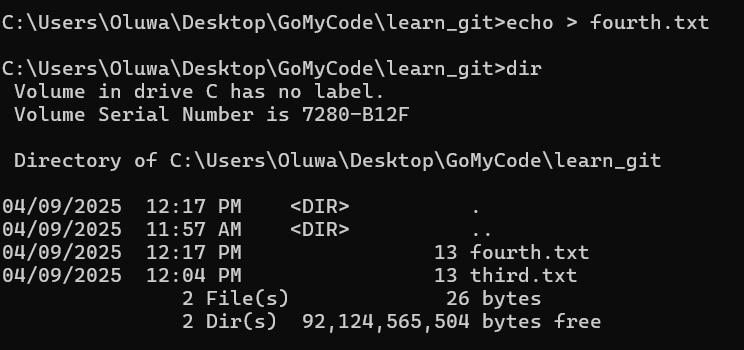 C:\Users\Oluwa\Desktop\GoMyCode\learn_git>echo > fourth.txt
C:\Users\Oluwa\Desktop\GoMyCode\learn_git>dir
 Volume in drive C has no label.
 Volume Serial Number is 7280-B12F
 Directory of C:\Users\Oluwa\Desktop\GoMyCode\learn_git
04/09/2025  12:17 PM    <DIR>          .
04/09/2025  11:57 AM    <DIR>          ..
04/09/2025  12:17 PM                13 fourth.txt
04/09/2025  12:04 PM                13 third.txt
               2 File(s)             26 bytes
               2 Dir(s)  92,124,565,504 bytes free